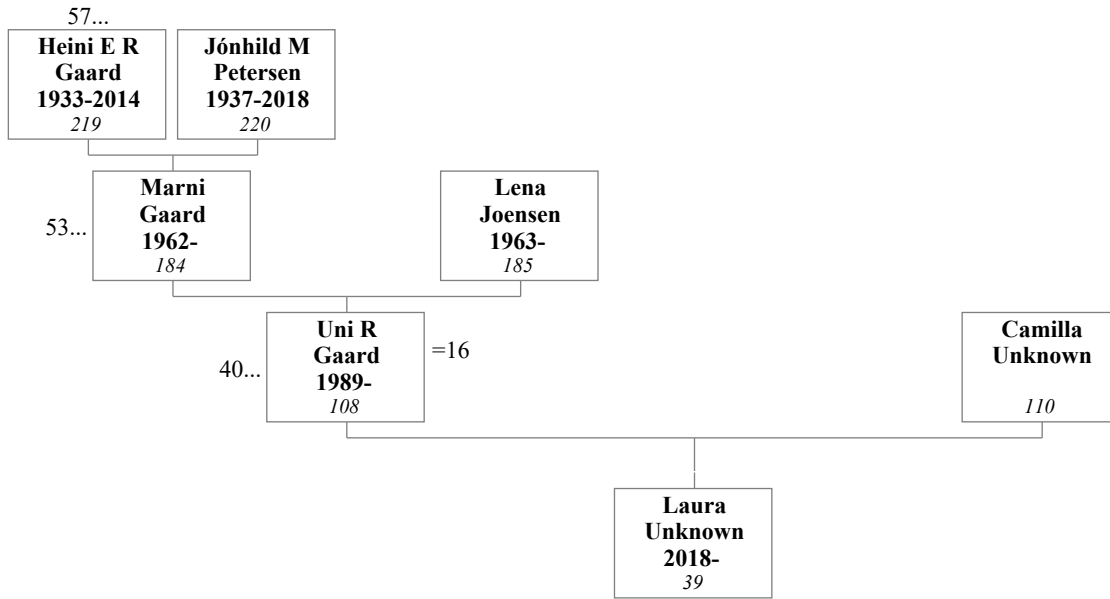 57...
Heini E R
Gaard
1933-2014
219
Jónhild M
Petersen
1937-2018
220
53...
Marni
Gaard
1962-
184
Lena
Joensen
1963-
185
40...
Uni R
Gaard
1989-
108
=16
Camilla
Unknown
110
Laura
Unknown
2018-
39